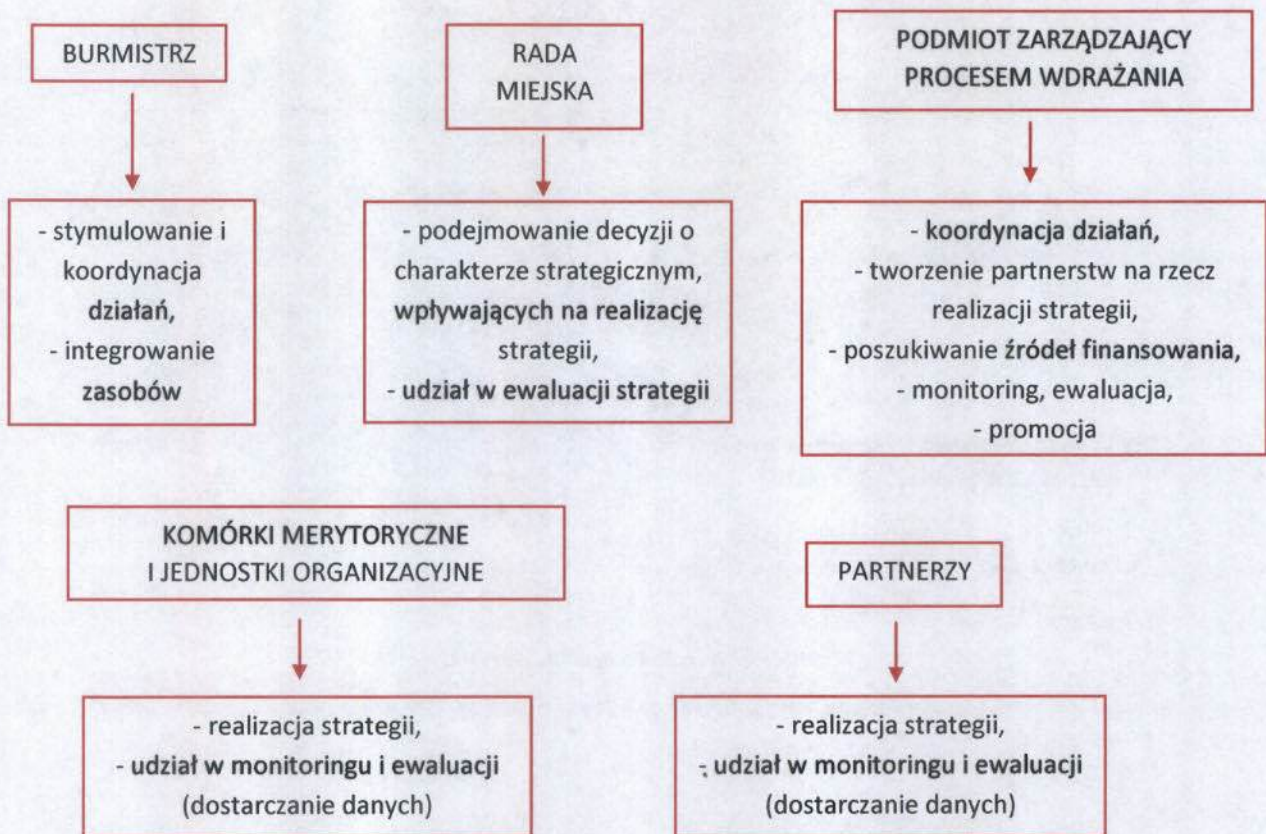 BURMISTRZ
RADA
MIEJSKA
PODMIOT ZARZĄDZAJĄCY
PROCESEM WDRAŻANIA
- stymulowanie i
koordynacja
działań,
- integrowanie
zasobów
- podejmowanie decyzji o
charakterze strategicznym,
wpływających na realizację
strategii,
- udział w ewaluacji strategii
- koordynacja działań,
- tworzenie partnerstw na rzecz
realizacji strategii,
- poszukiwanie źródeł finansowania,
- monitoring, ewaluacja,
- promocja
KOMÓRKI MERYTORYCZNE
I JEDNOSTKI ORGANIZACYJNE
PARTNERZY
- realizacja strategii,
- udział w monitoringu i ewaluacji
(dostarczanie danych)
- realizacja strategii,
- udział w monitoringu i ewaluacji
(dostarczanie danych)